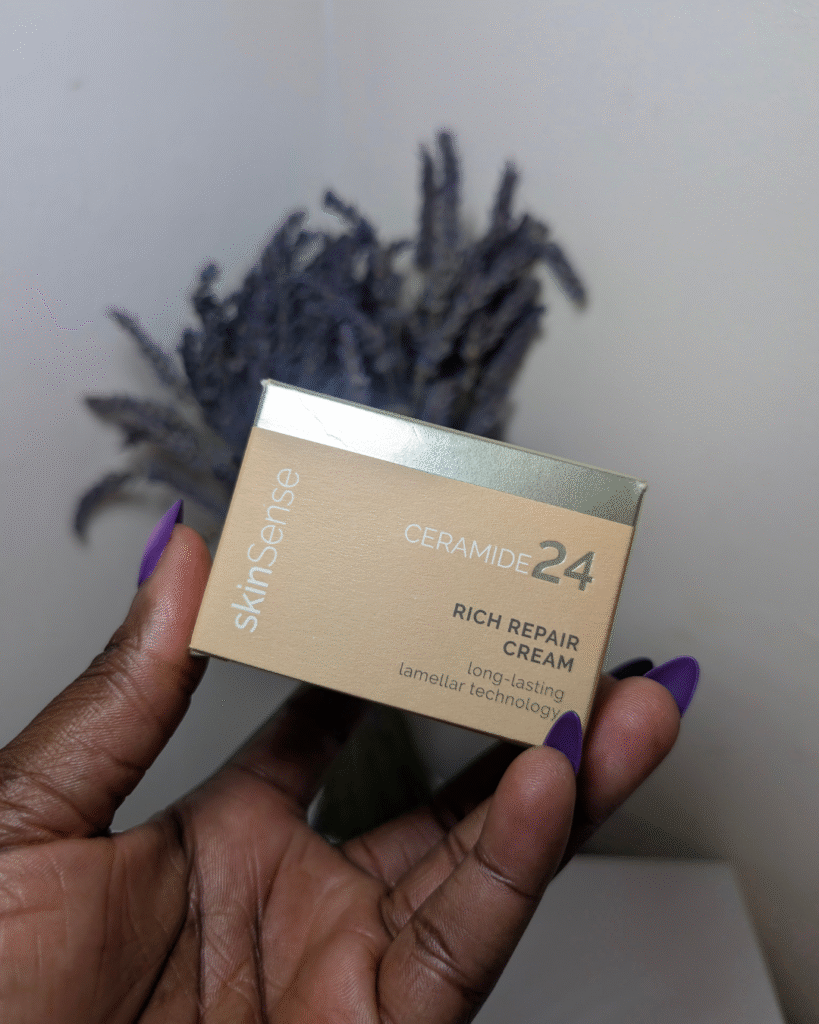 skinSense
CERAMIDE24
RICH REPAIR
CREAM
long-lasting
lamellar technology